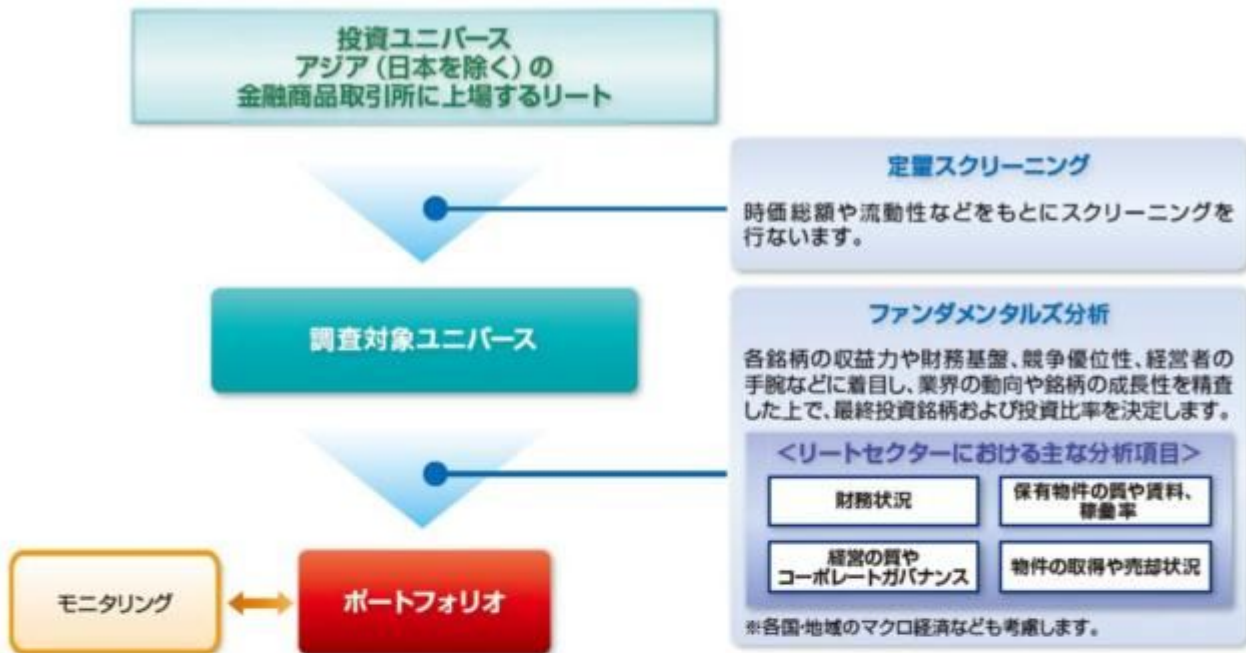 投資ユニバース
アジア（日本を除く）の
金融商品取引所に上場するリート
定量スクリーニング
時価総額や流動性などをもとにスクリーニングを
行ないます。
調査対象ユニバース
ファンダメンタルズ分析
各銘柄の収益力や財務基盤、競争優位性、経営者の
手腕などに着目し、業界の動向や銘柄の成長性を精査
した上で、最終投資銘柄および投資比率を決定します。
＜リートセクターにおける主な分析項目＞
財務状況
保有物件の質や賃料、
稼働率
経営の質や
コーポレートガバナンス
物件の取得や売却状況
※各国・地域のマクロ経済なども考慮します。
モニタリング
ポートフォリオ